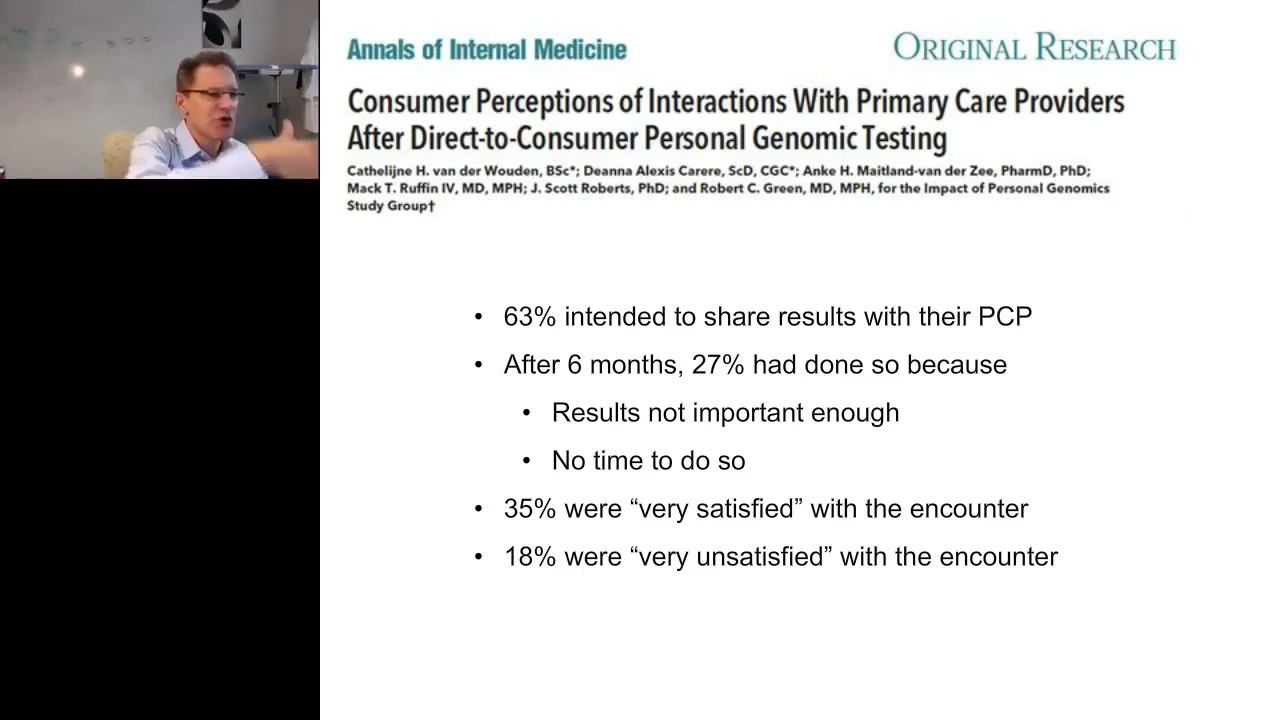 Annals of Internal Medicine
ORIGINAL RESEARCH
Consumer Perceptions of Interactions With Primary Care Providers
After Direct-to-Consumer Personal Genomic Testing
Cathelijne H. van der Wouden, BSc*; Deanna Alexis Carere, ScD, CGC*; Anke H. Maitland-van der Zee, PharmD, PhD;
Mack T. Ruffin IV, MD, MPH; J. Scott Roberts, PhD; and Robert C. Green, MD, MPH, for the Impact of Personal Genomics
Study Group†
• 63% intended to share results with their PCP
• After 6 months, 27% had done so because
• Results not important enough
• No time to do so
• 35% were “very satisfied” with the encounter
• 18% were “very unsatisfied” with the encounter